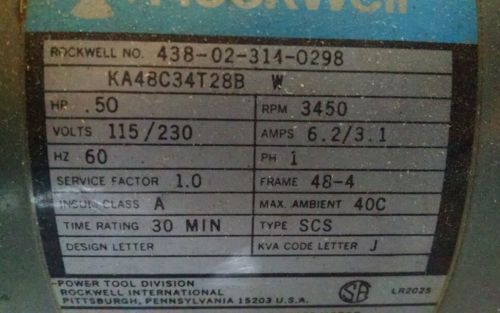 Rockwell
ROCKWELL NO. 438-02-314-0298
KA48C34T28B W
HP .50 RPM 3450
VOLTS 115/230 AMPS 6.2/3.1
HZ 60 PH 1
SERVICE FACTOR 1.0 FRAME 48-4
INSUL CLASS A MAX. AMBIENT 40C
TIME RATING 30 MIN TYPE SCS
DESIGN LETTER KVA CODE LETTER J
POWER TOOL DIVISION
ROCKWELL INTERNATIONAL LR2025
PITTSBURGH, PENNSYLVANIA 15203 U.S.A.